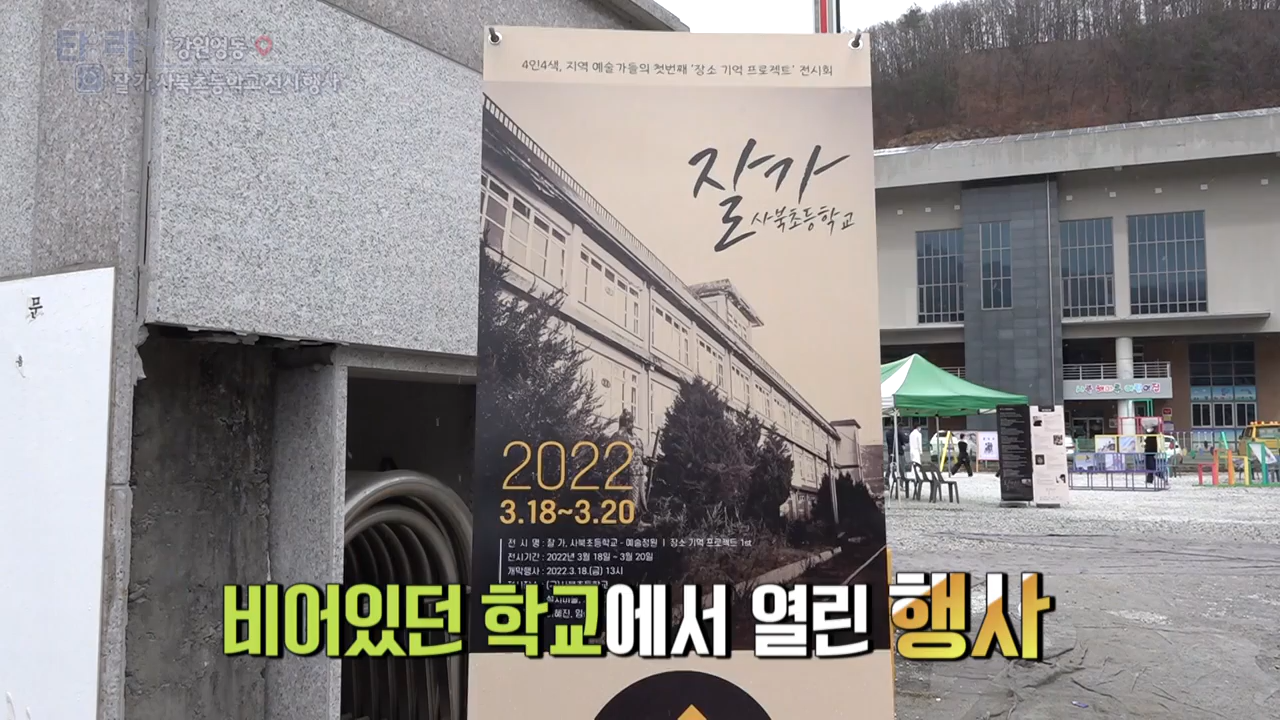 강원영동
잘 가, 사북초등학교 전시행사
문
4인4색, 지역 예술가들의 첫번째 '장소 기억 프로젝트' 전시회
잘가
사북초등학교
2022
3.18~3.20
전 시 명 : 잘 가, 사북초등학교 - 예술정원 | 장소 기억 프로젝트 1st
전시기간 : 2022년 3월 18일 ~ 3월 20일
개막행사 : 2022.3.18.(금) 13시
비어있던 학교에서 열린 행사